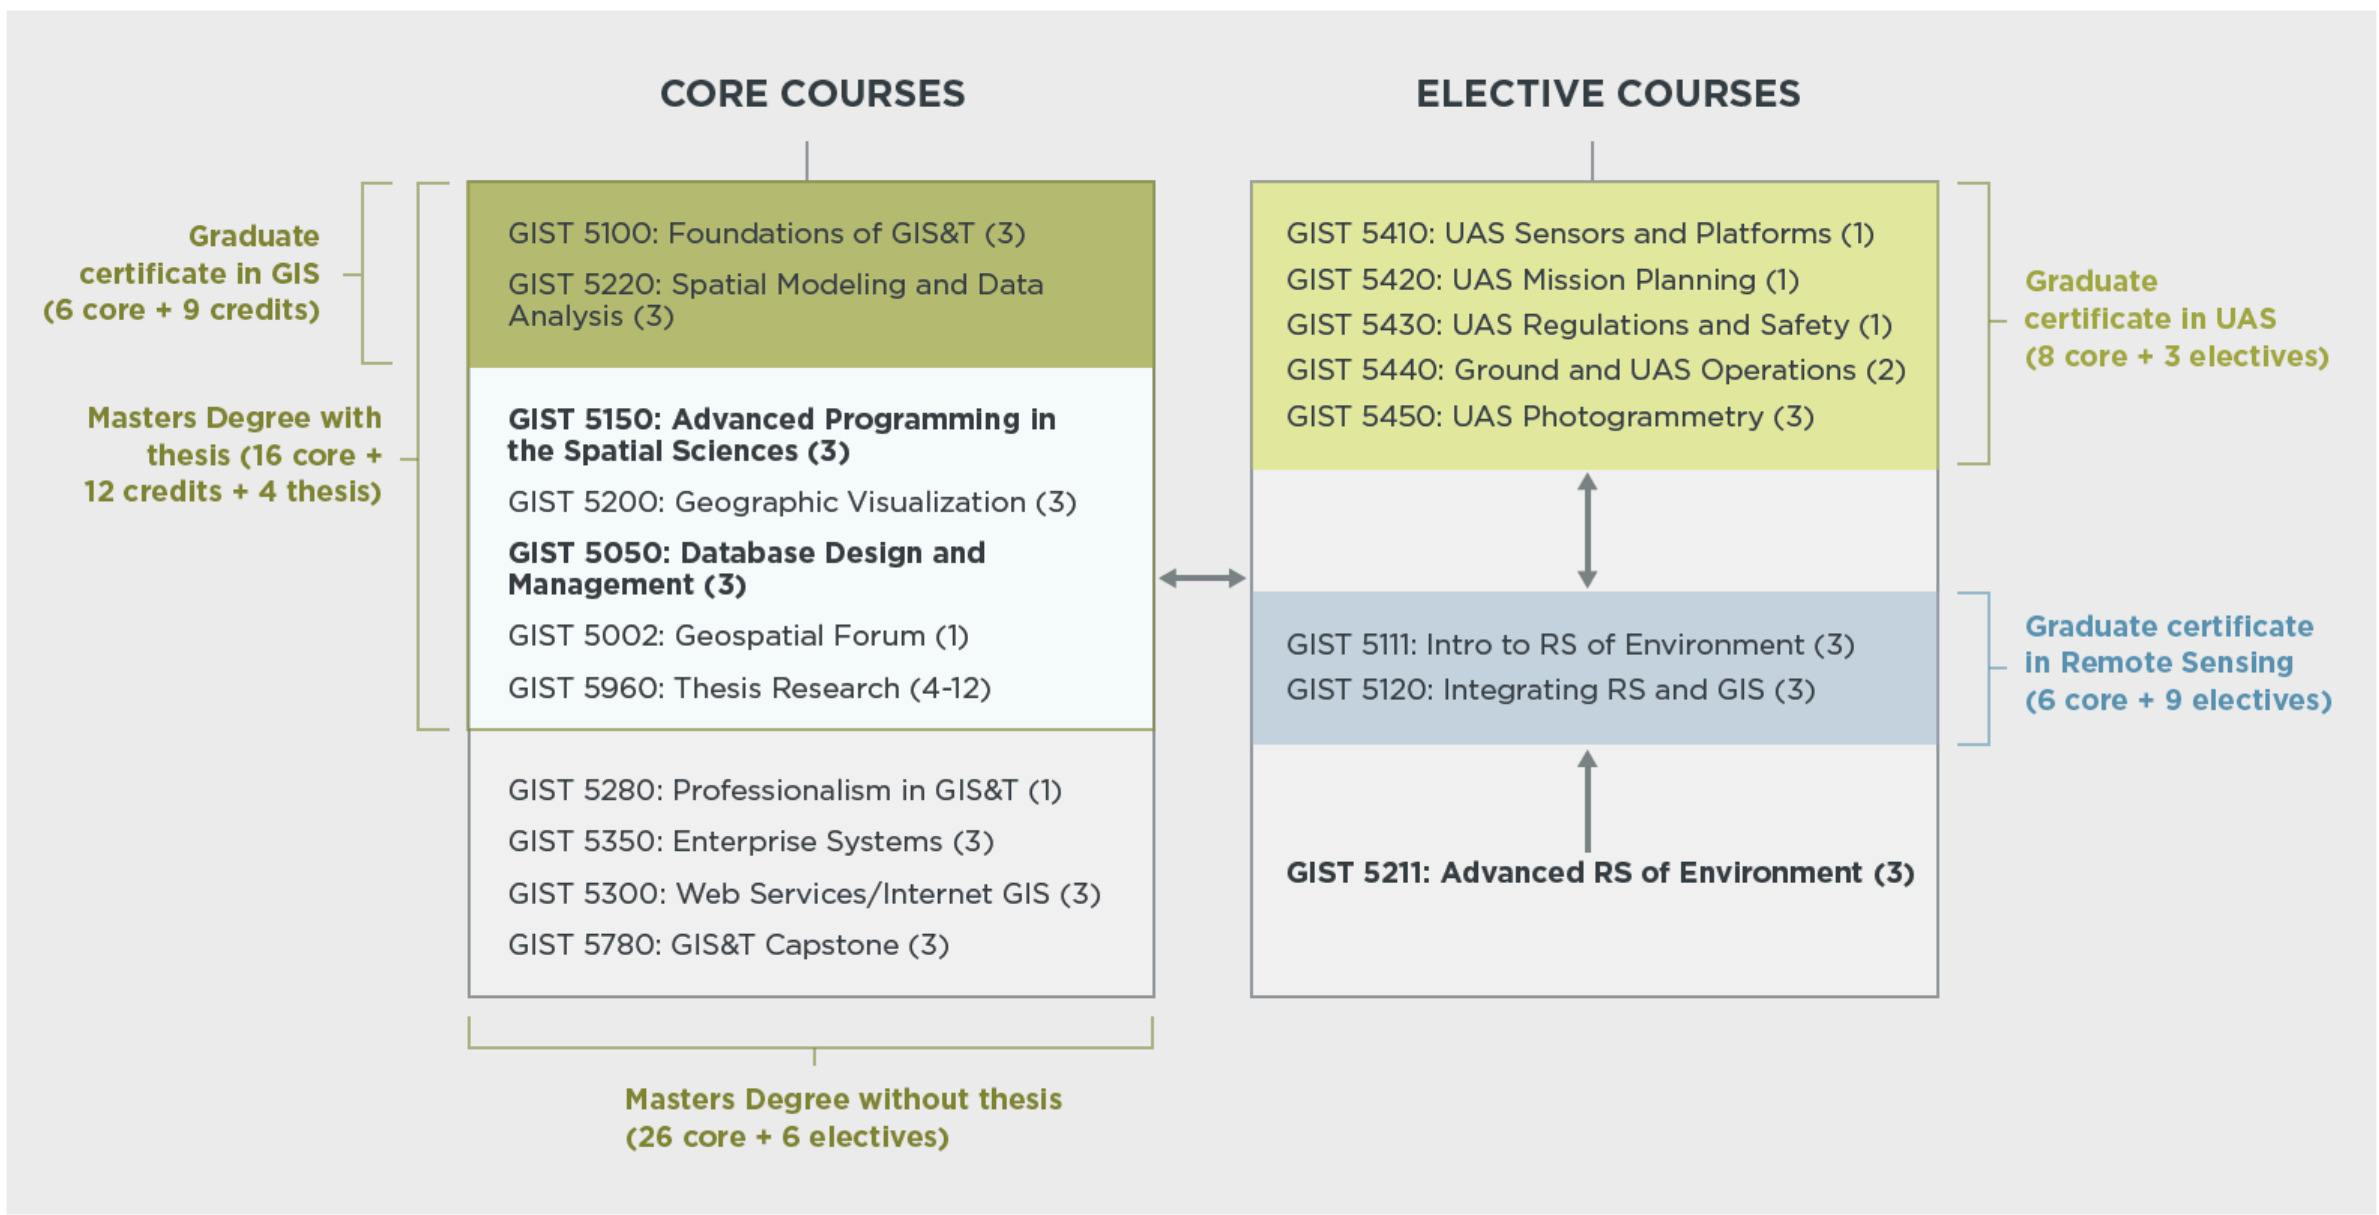 CORE COURSES
ELECTIVE COURSES
Graduate
certificate in GIS
(6 core + 9 credits)
Masters Degree with
thesis (16 core +
12 credits + 4 thesis)
GIST 5100: Foundations of GIS&T (3)
GIST 5220: Spatial Modeling and Data
Analysis (3)
GIST 5150: Advanced Programming in
the Spatial Sciences (3)
GIST 5200: Geographic Visualization (3)
GIST 5050: Database Design and
Management (3)
GIST 5002: Geospatial Forum (1)
GIST 5960: Thesis Research (4-12)
GIST 5280: Professionalism in GIS&T (1)
GIST 5350: Enterprise Systems (3)
GIST 5300: Web Services/Internet GIS (3)
GIST 5780: GIS&T Capstone (3)
Masters Degree without thesis
(26 core + 6 electives)
GIST 5410: UAS Sensors and Platforms (1)
GIST 5420: UAS Mission Planning (1)
GIST 5430: UAS Regulations and Safety (1)
GIST 5440: Ground and UAS Operations (2)
GIST 5450: UAS Photogrammetry (3)
GIST 5111: Intro to RS of Environment (3)
GIST 5120: Integrating RS and GIS (3)
GIST 5211: Advanced RS of Environment (3)
Graduate
certificate in UAS
(8 core + 3 electives)
Graduate certificate
in Remote Sensing
(6 core + 9 electives)